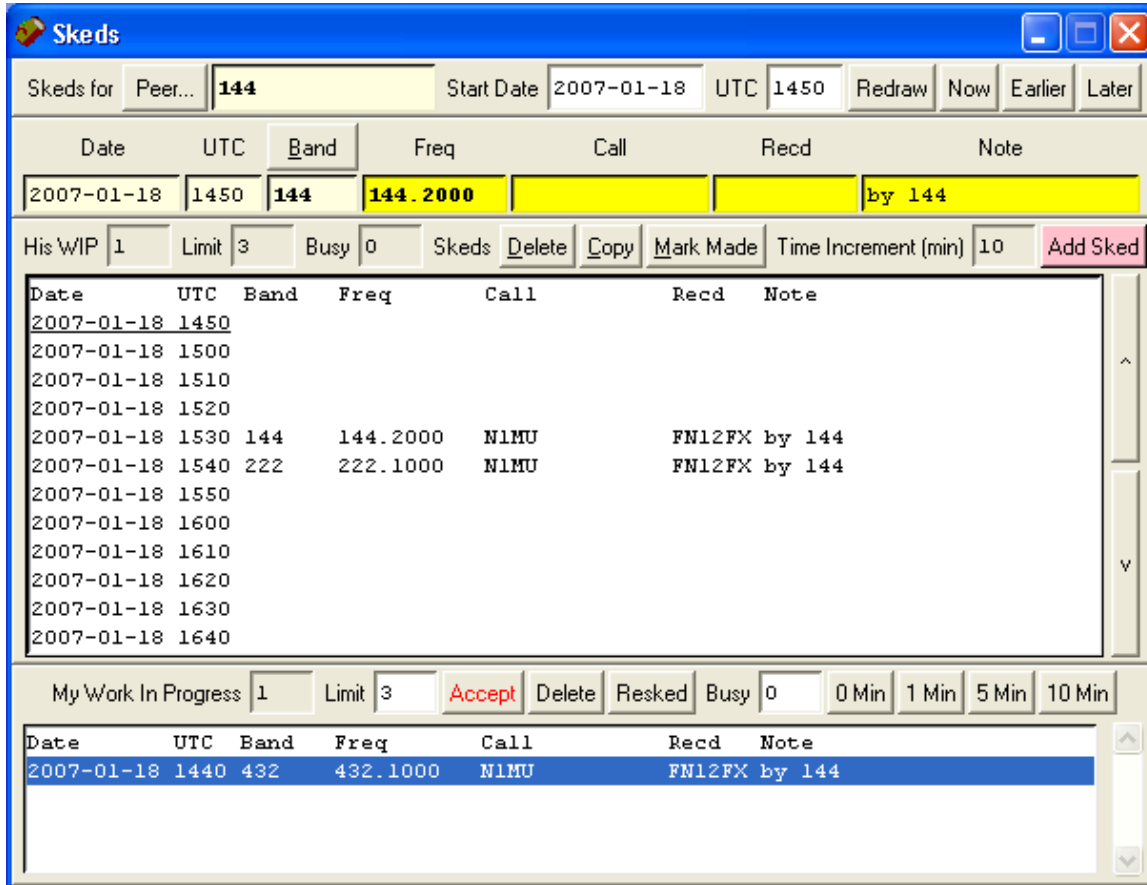 Skeds
Skeds for Peer... 144 Start Date 2007-01-18 UTC 1450 Redraw Now Earlier Later
Date UTC Band Freq Call Recd Note
2007-01-18 1450 144 144.2000 by 144
His WIP 1 Limit 3 Busy 0 Skeds Delete Copy Mark Made Time Increment (min) 10 Add Sked
Date UTC Band Freq Call Recd Note
2007-01-18 1450
2007-01-18 1500
2007-01-18 1510
2007-01-18 1520
2007-01-18 1530 144 144.2000 N1MU FN12FX by 144
2007-01-18 1540 222 222.1000 N1MU FN12FX by 144
2007-01-18 1550
2007-01-18 1600
2007-01-18 1610
2007-01-18 1620
2007-01-18 1630
2007-01-18 1640
^
v
My Work In Progress 1 Limit 3 Accept Delete Resked Busy 0 0 Min 1 Min 5 Min 10 Min
Date UTC Band Freq Call Recd Note
2007-01-18 1440 432 432.1000 N1MU FN12FX by 144